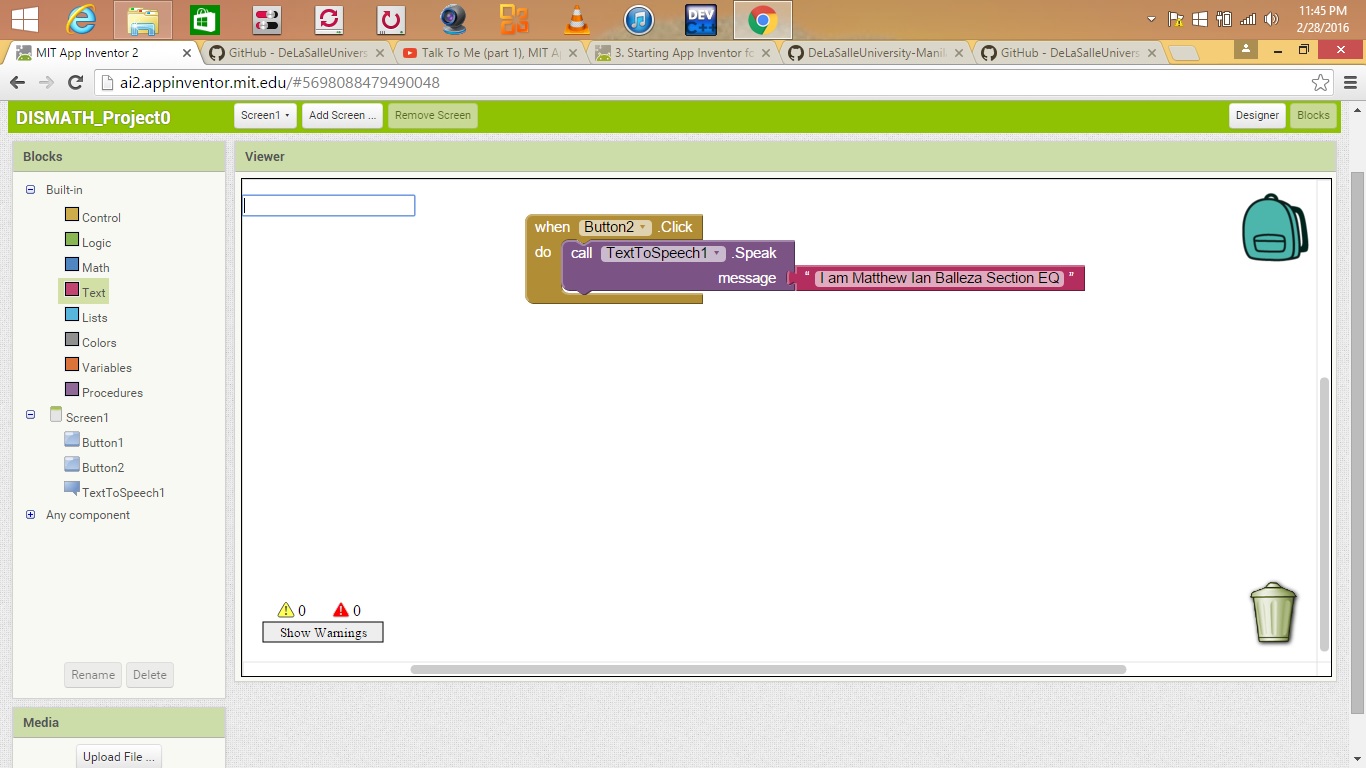 DEV
11:45 PM
2/28/2016
MIT App Inventor 2
GitHub - DeLaSalleUnivers
Talk To Me (part 1), MIT A
3. Starting App Inventor fo
DeLaSalleUniversity-Manil
GitHub - DeLaSalleUnivers
ai2.appinventor.mit.edu/#5698088479490048
DISMATH_Project0
Screen1
Add Screen ...
Remove Screen
Designer
Blocks
Blocks
Viewer
Built-in
Control
Logic
Math
Text
Lists
Colors
Variables
Procedures
Screen1
Button1
Button2
TextToSpeech1
Any component
Rename
Delete
Media
Upload File ...
when Button2 .Click
do call TextToSpeech1 .Speak
message “ I am Matthew Ian Balleza Section EQ ”
0 0
Show Warnings